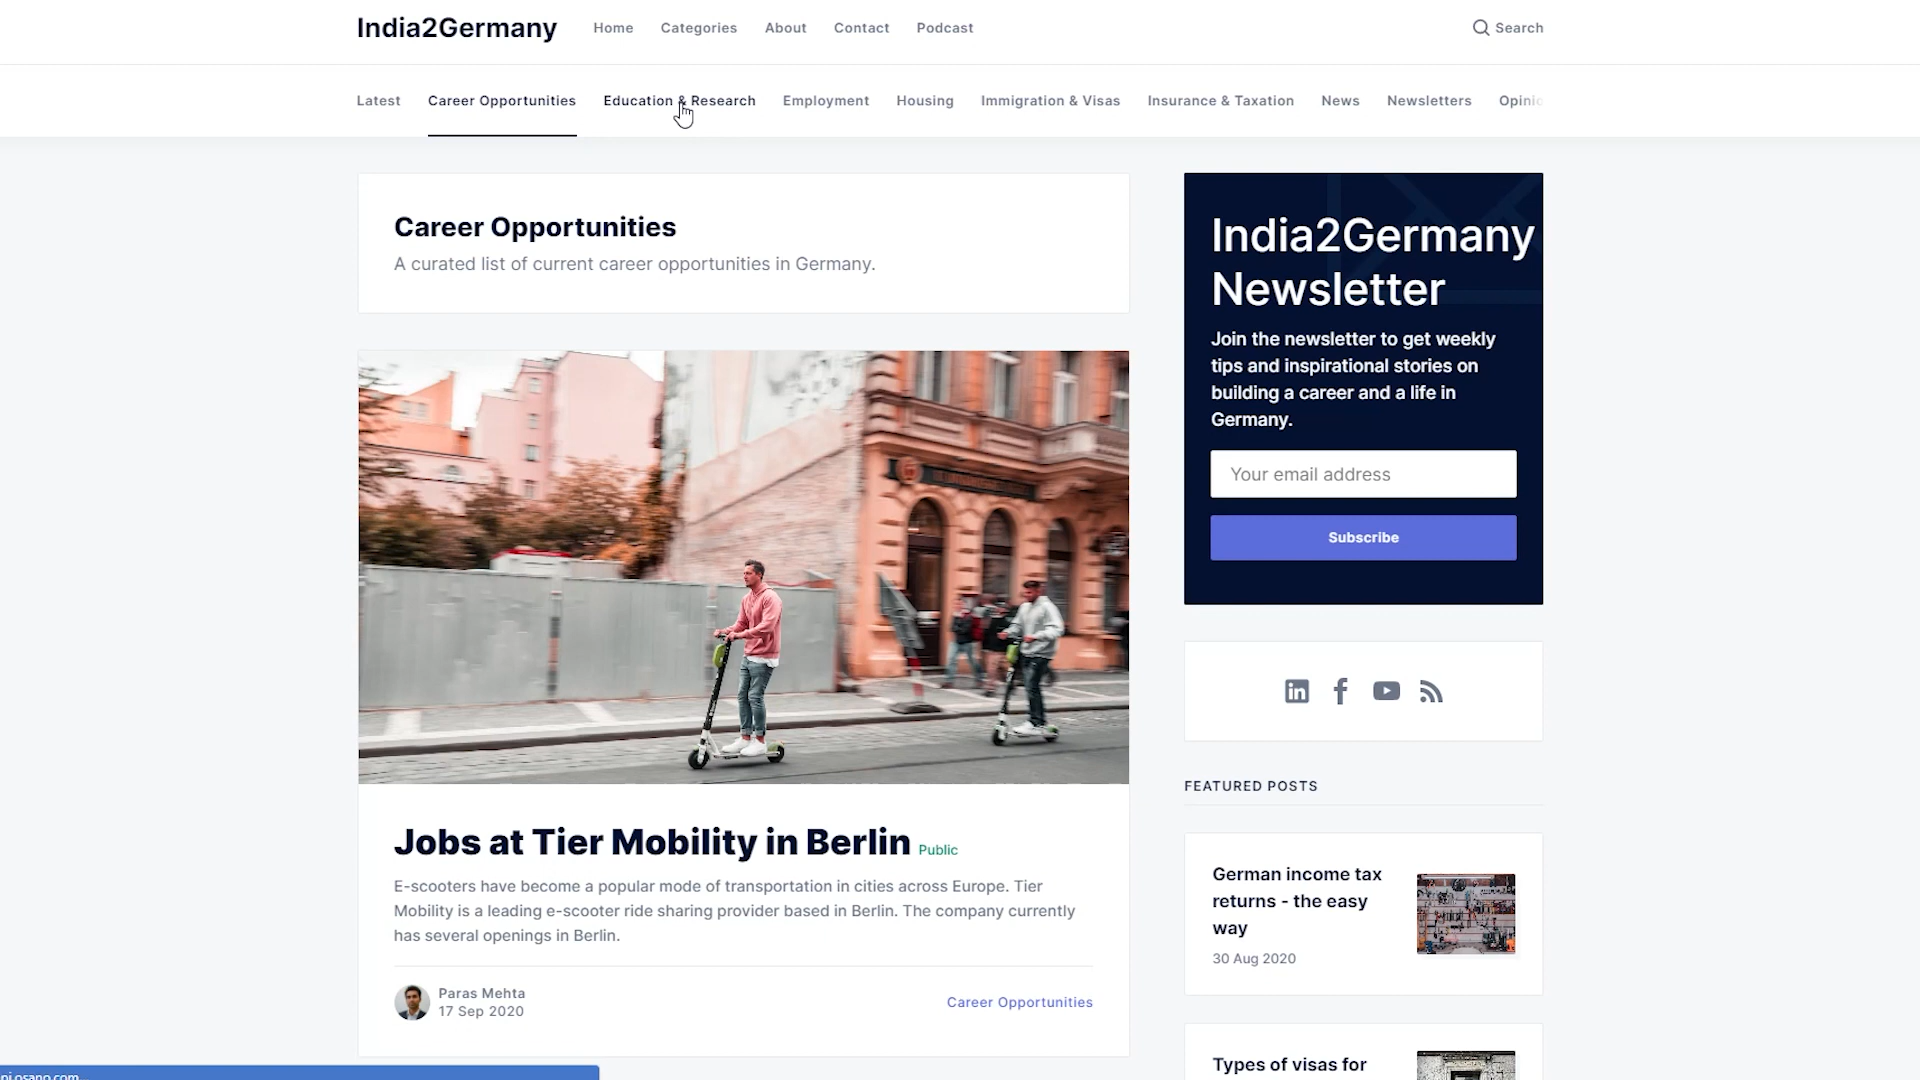 India2Germany Home Categories About Contact Podcast Search
Latest Career Opportunities Education & Research Employment Housing Immigration & Visas Insurance & Taxation News Newsletters Opinio
Career Opportunities
A curated list of current career opportunities in Germany.
India2Germany
Newsletter
Join the newsletter to get weekly
tips and inspirational stories on
building a career and a life in
Germany.
Your email address
Subscribe
FEATURED POSTS
German income tax
returns - the easy
way
30 Aug 2020
Types of visas for
Jobs at Tier Mobility in Berlin Public
E-scooters have become a popular mode of transportation in cities across Europe. Tier
Mobility is a leading e-scooter ride sharing provider based in Berlin. The company currently
has several openings in Berlin.
Paras Mehta
17 Sep 2020
Career Opportunities